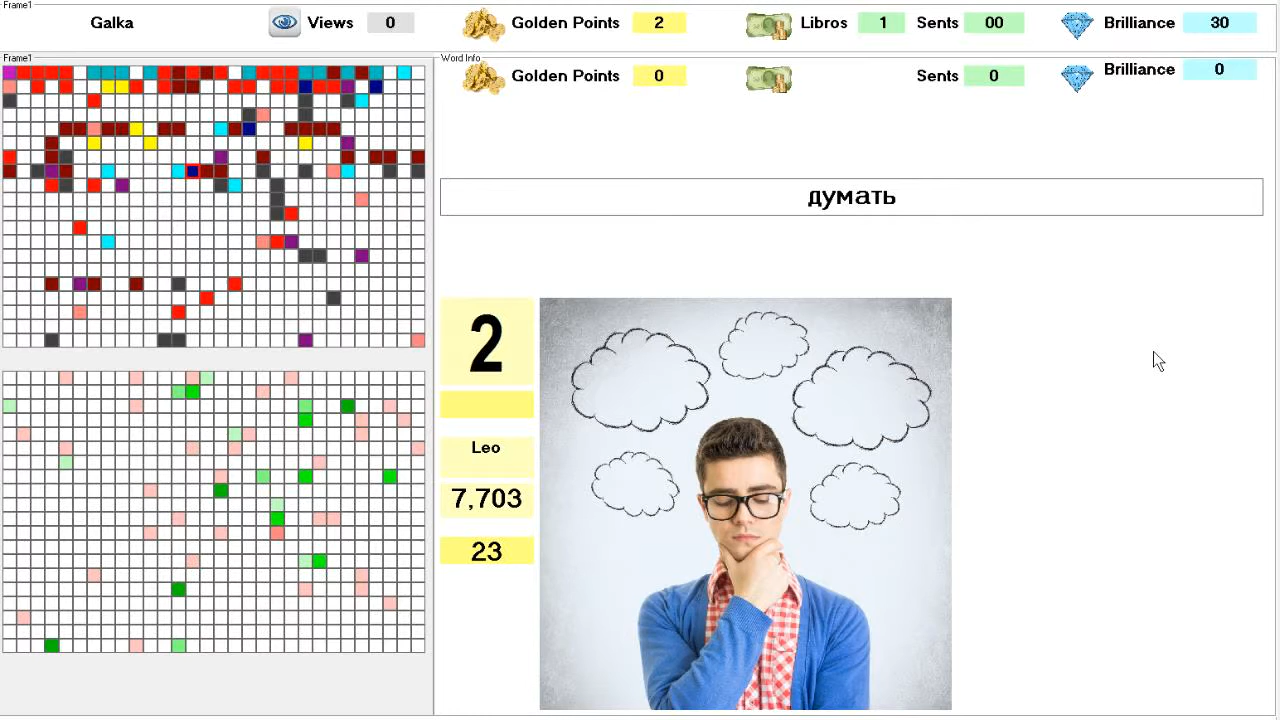 Frame1
Galka Views 0 Golden Points 2 Libros 1 Sents 00 Brilliance 30
Frame1
Word Info
Golden Points 0 Sents 0 Brilliance 0
думать
2
Leo
7,703
23